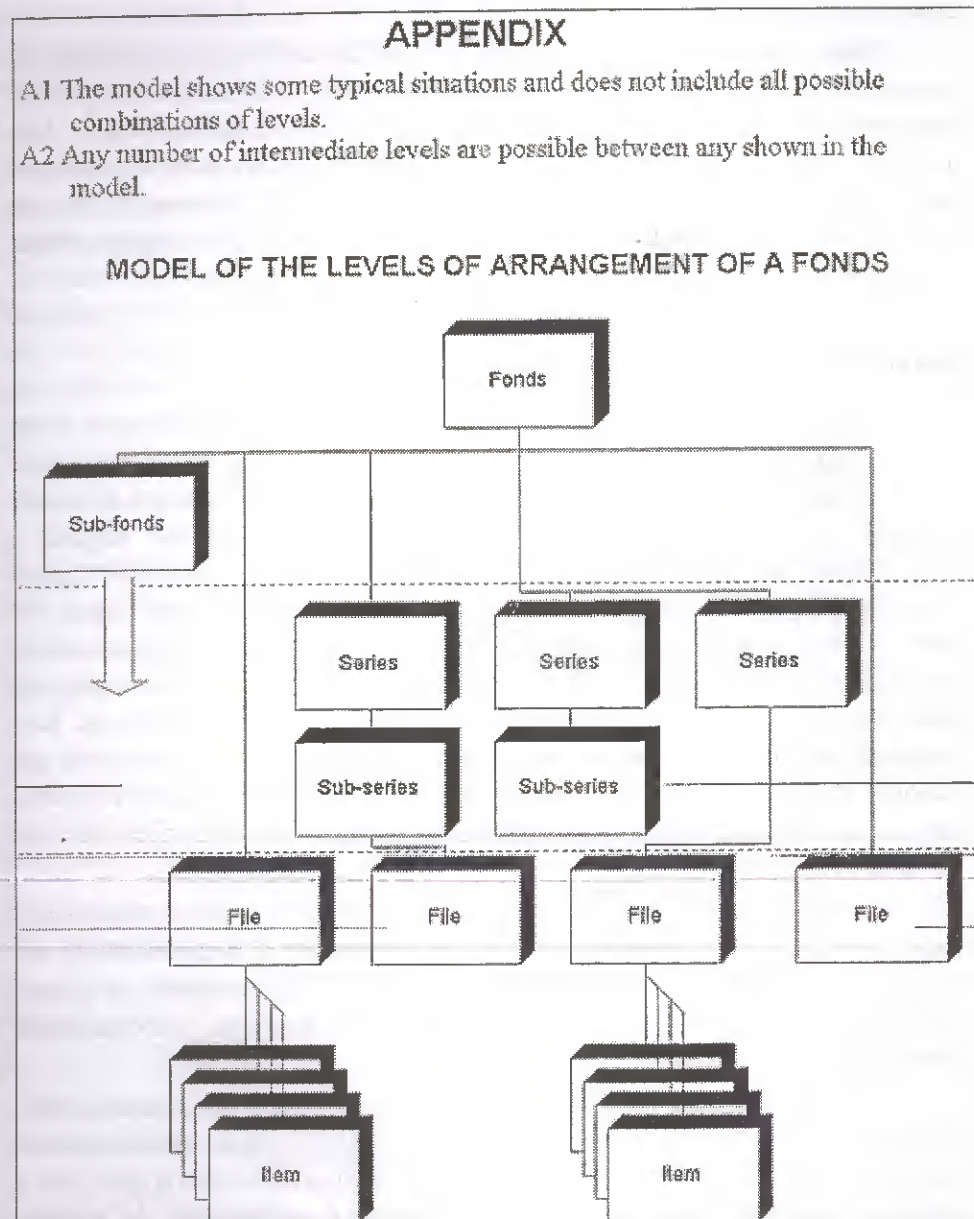 APPENDIX
A1 The model shows some typical situations and does not include all possible
combinations of levels.
A2 Any number of intermediate levels are possible between any shown in the
model.
MODEL OF THE LEVELS OF ARRANGEMENT OF A FONDS
Fonds
Sub-fonds
Series
Series
Series
Sub-series
Sub-series
File
File
File
File
Item
Item